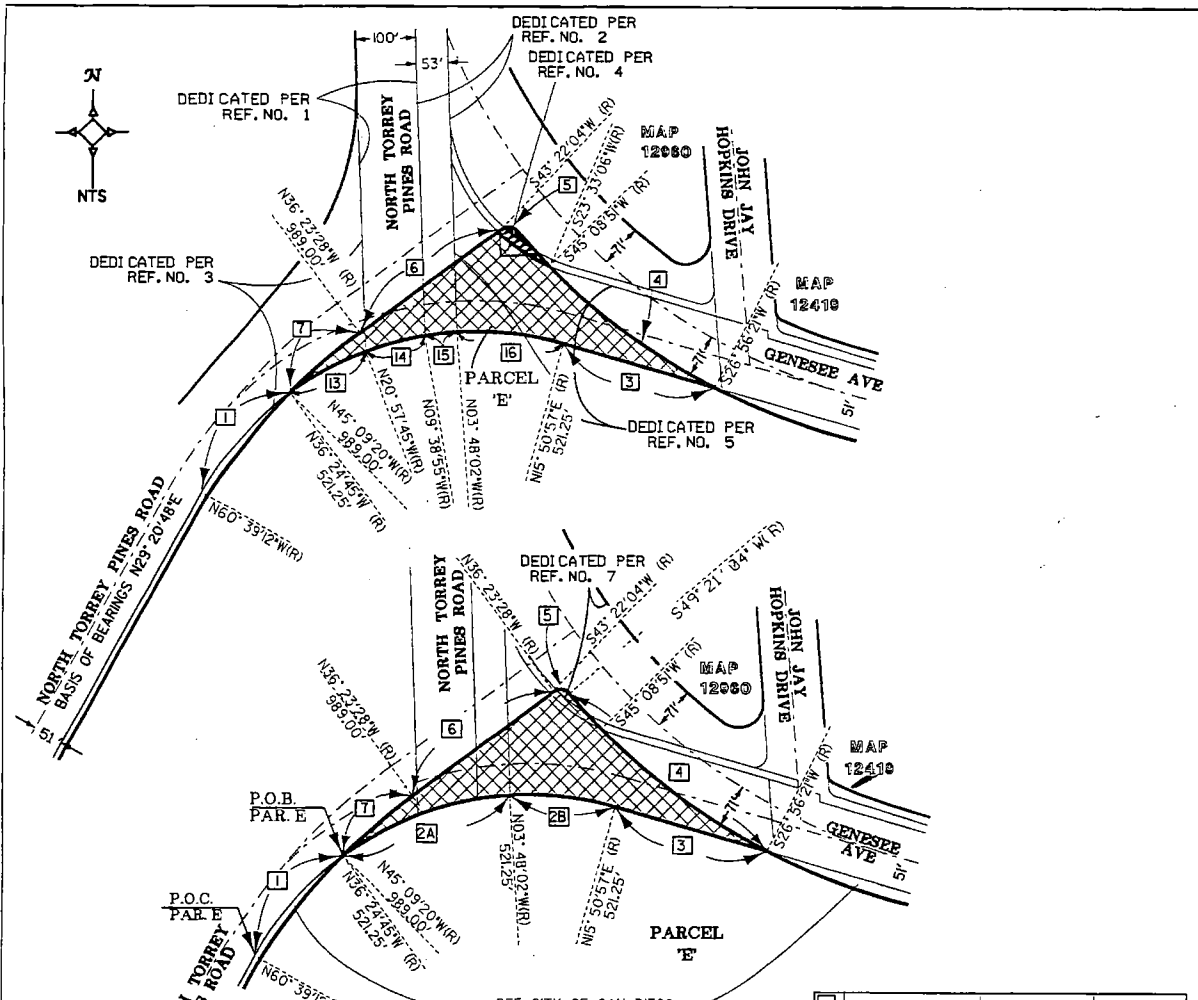 DEDICATED PER
REF. NO. 2
100'
53'
DEDICATED PER
REF. NO. 4
N
DEDICATED PER
REF. NO. 1
NTS
NORTH TORREY
PINES ROAD
S43° 22'04"W (R)
S23° 33'06"W(R)
S45° 08'51"W (R)
MAP
12960
JOHN JAY
HOPKINS DRIVE
5
71'
N36° 23'28"W (R)
989.00'
DEDICATED PER
REF. NO. 3
6
4
MAP
12419
7
S26° 56'21"W (R)
71'
GENESEE AVE
51'
13
14
15
16
3
PARCEL
'E'
1
N45° 09'20"W(R)
989.00'
N36° 24'45"W (R)
521.25'
N20° 57'45"W(R)
N09° 38'55"W(R)
N03° 48'02"W(R)
N15° 50'57"E (R)
521.25'
DEDICATED PER
REF. NO. 5
N60° 39'12"W(R)
NORTH TORREY PINES ROAD
BASIS OF BEARINGS N29° 20'48"E
51
DEDICATED PER
REF. NO. 7
N36° 23'28"W (R)
S43° 22'04"W (R)
S49° 21' 04" W(R)
S45° 08'51"W (R)
NORTH TORREY
PINES ROAD
5
JOHN JAY
HOPKINS DRIVE
MAP
12960
71'
N36° 23'28"W (R)
989.00'
6
4
MAP
12419
S26° 56'21"W (R)
71'
P.O.B.
PAR. E
7
2A
2B
3
GENESEE
AVE
51'
1
N45° 09'20"W(R)
989.00'
N36° 24'45"W (R)
521.25'
N03° 48'02"W(R)
521.25'
N15° 50'57"E (R)
521.25'
P.O.C.
PAR. E
PARCEL
'E'
TORREY
ROAD
N60° 39'